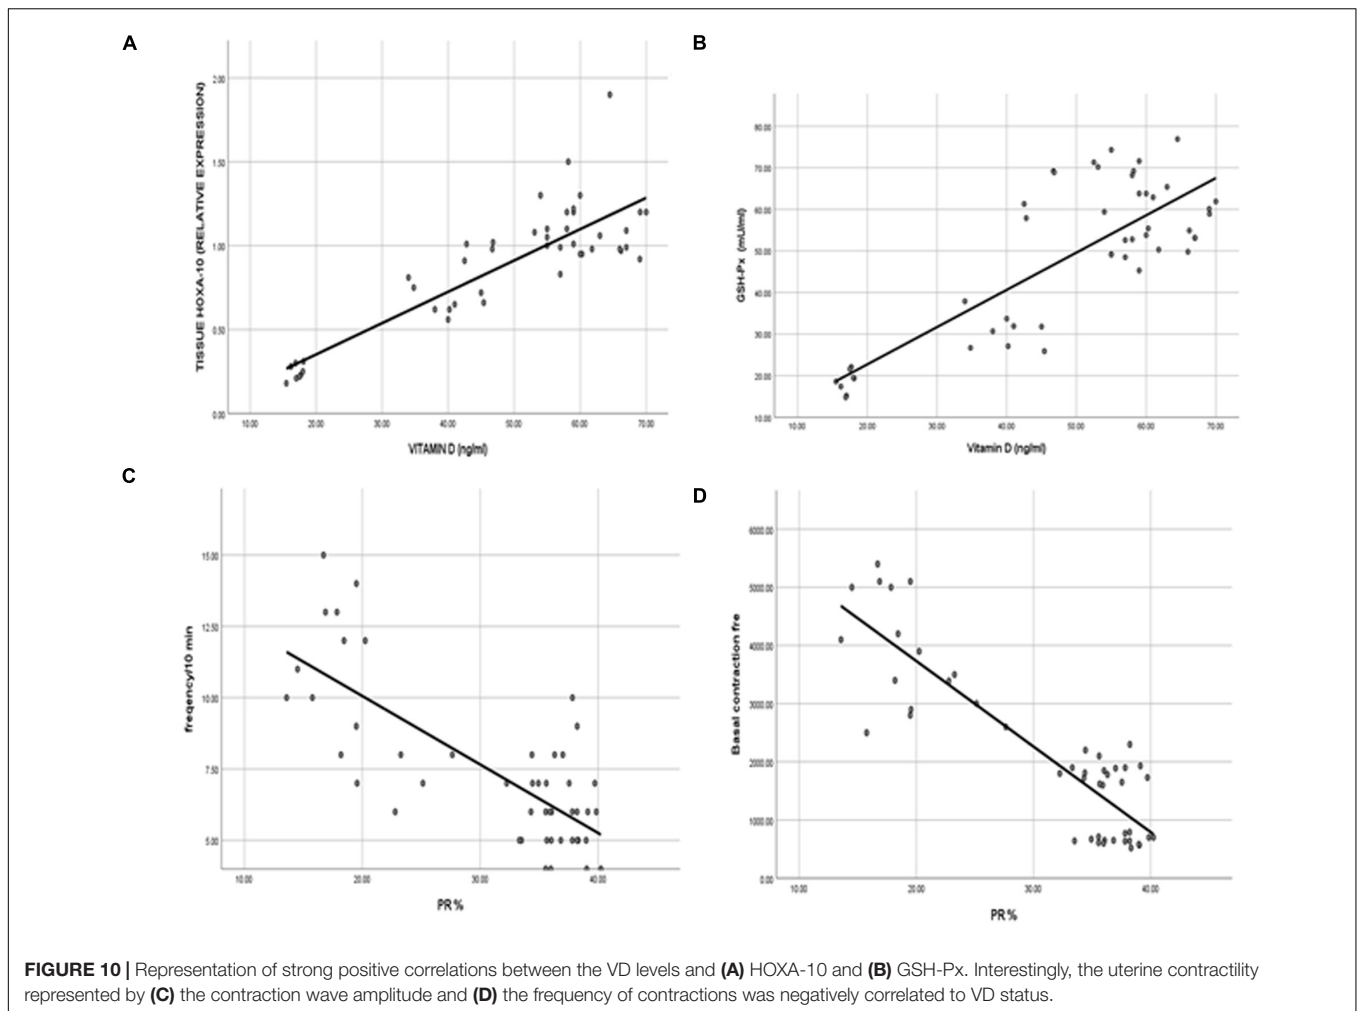 A
TISSUE HOXA-10 (RELATIVE EXPRESSION)
2.00
1.50
1.00
0.50
0.00
10.00 20.00 30.00 40.00 50.00 60.00 70.00
VITAMIN D (ng/ml)
B
GSH-Px (mU/ml)
80.00
70.00
60.00
50.00
40.00
30.00
20.00
10.00
10.00 20.00 30.00 40.00 50.00 60.00 70.00
Vitamin D (ng/ml)
C
freqency/10 min
15.00
12.50
10.00
7.50
5.00
10.00 20.00 30.00 40.00
PR %
D
Basal contraction fre
6000.00
5000.00
4000.00
3000.00
2000.00
1000.00
0.00
10.00 20.00 30.00 40.00
PR %
FIGURE 10 | Representation of strong positive correlations between the VD levels and (A) HOXA-10 and (B) GSH-Px. Interestingly, the uterine contractility
represented by (C) the contraction wave amplitude and (D) the frequency of contractions was negatively correlated to VD status.